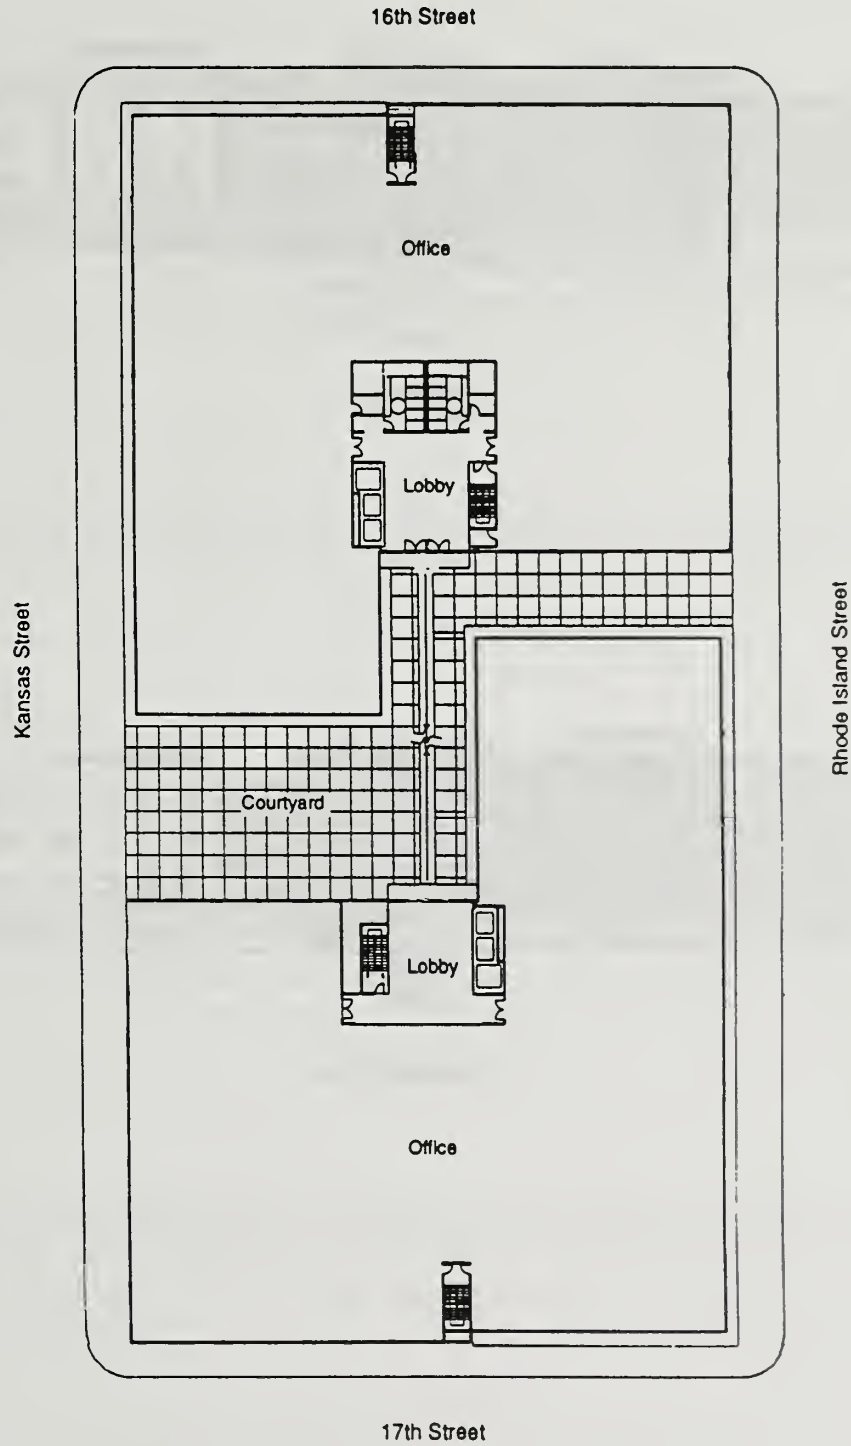 16th Street
Office
Lobby
Kansas Street
Rhode Island Street
Courtyard
Lobby
Office
17th Street